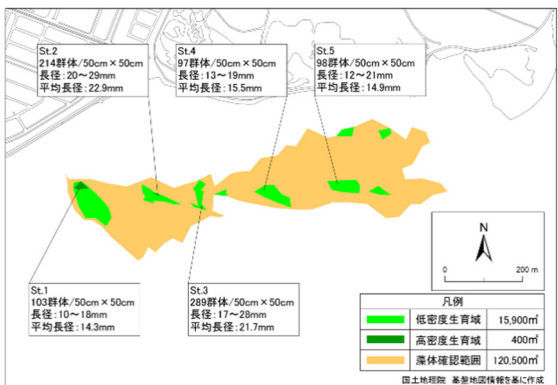 St.2
214群体/50cm×50cm
長径:20～29mm
平均長径:22.9mm
St.4
97群体/50cm×50cm
長径:13～19mm
平均長径:15.5mm
St.5
98群体/50cm×50cm
長径:12～21mm
平均長径:14.9mm
St.1
103群体/50cm×50cm
長径:10～18mm
平均長径:14.3mm
St.3
289群体/50cm×50cm
長径:17～28mm
平均長径:21.7mm
N
0 200 m
凡例
低密度生育域 15,900㎡
高密度生育域 400㎡
藻体確認範囲 120,500㎡
国土地理院 基盤地図情報を基に作成